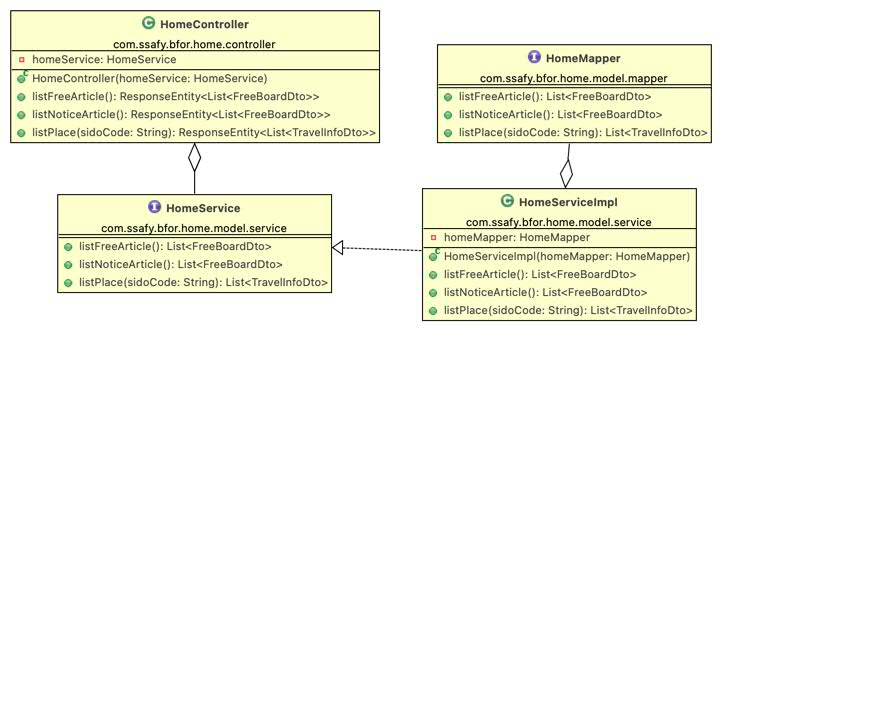 C HomeController
com.ssafy.bfor.home.controller
homeService: HomeService
C HomeController(homeService: HomeService)
listFreeArticle(): ResponseEntity<List<FreeBoardDto>>
listNoticeArticle(): ResponseEntity<List<FreeBoardDto>>
listPlace(sidoCode: String): ResponseEntity<List<TravelInfoDto>>
I HomeMapper
com.ssafy.bfor.home.model.mapper
listFreeArticle(): List<FreeBoardDto>
listNoticeArticle(): List<FreeBoardDto>
listPlace(sidoCode: String): List<TravelInfoDto>
I HomeService
com.ssafy.bfor.home.model.service
listFreeArticle(): List<FreeBoardDto>
listNoticeArticle(): List<FreeBoardDto>
listPlace(sidoCode: String): List<TravelInfoDto>
C HomeServiceImpl
com.ssafy.bfor.home.model.service
homeMapper: HomeMapper
C HomeServiceImpl(homeMapper: HomeMapper)
listFreeArticle(): List<FreeBoardDto>
listNoticeArticle(): List<FreeBoardDto>
listPlace(sidoCode: String): List<TravelInfoDto>